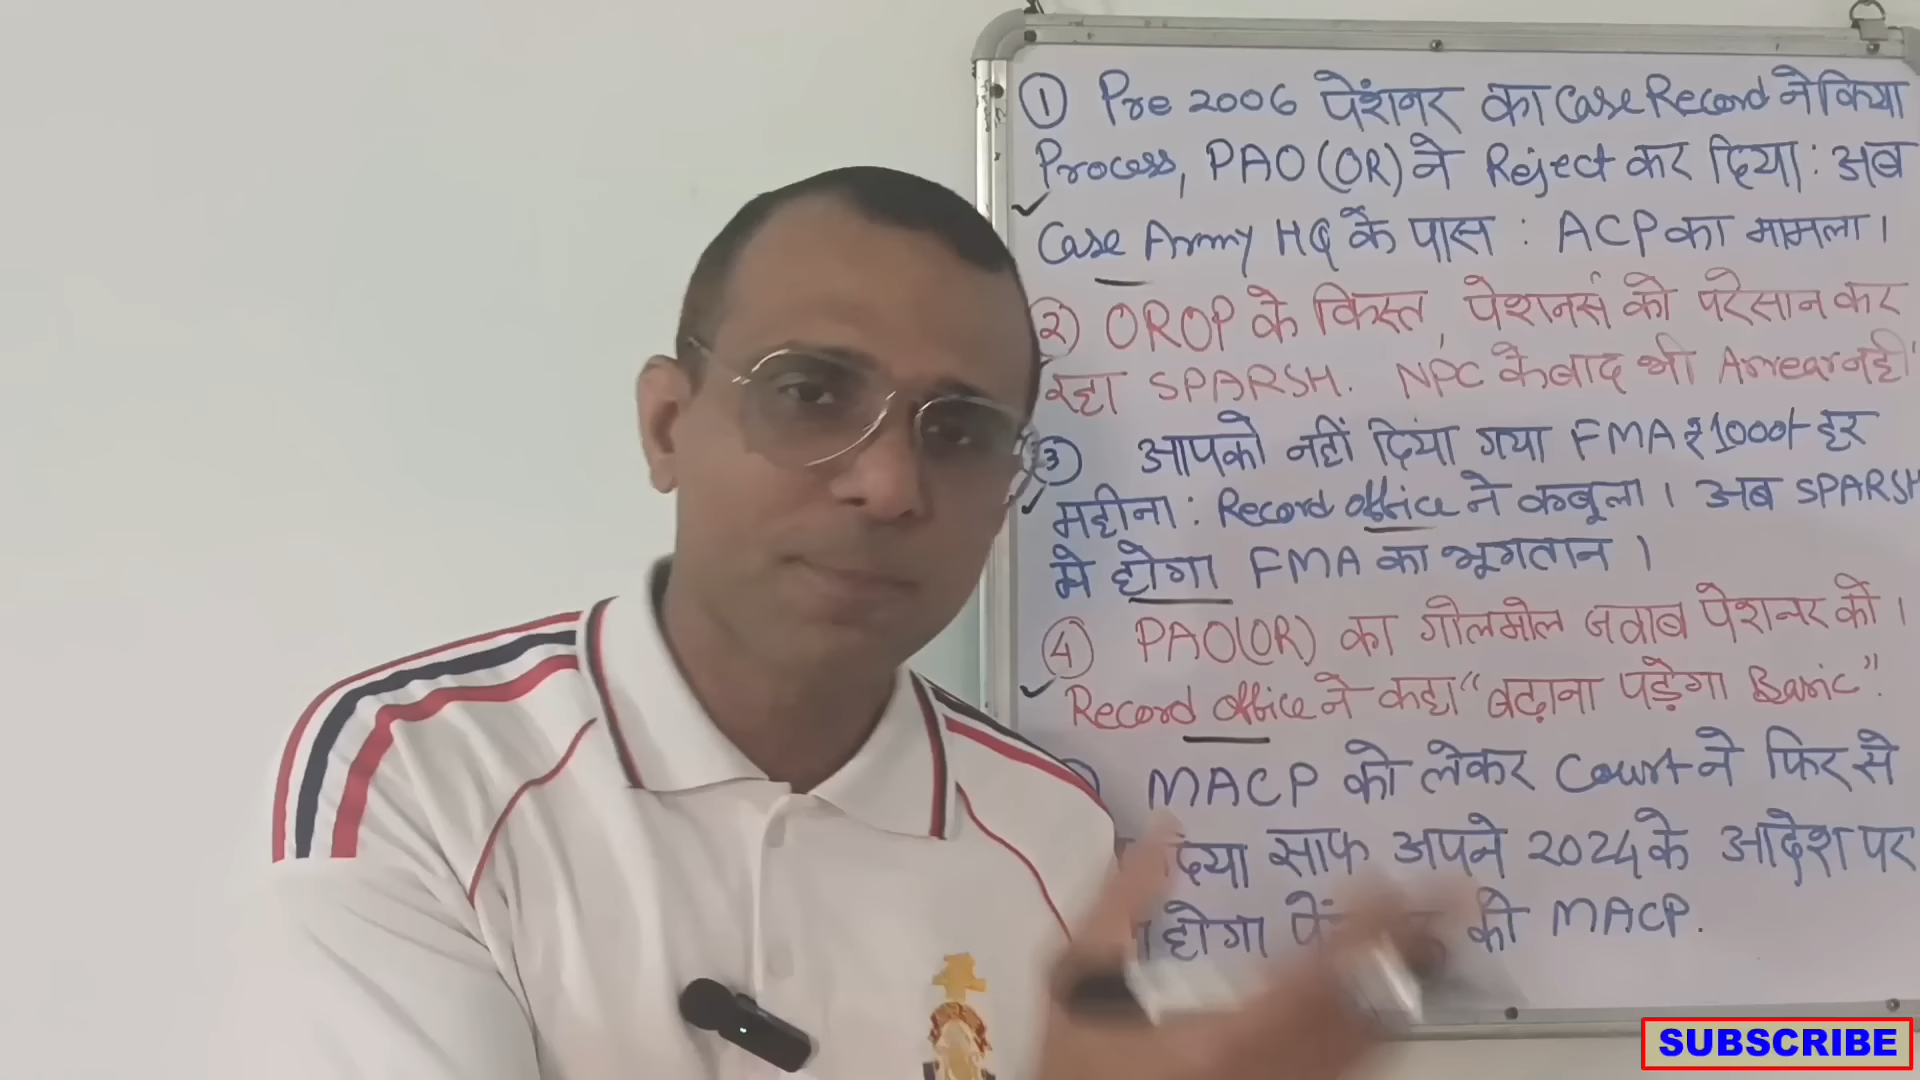 ① Pre 2006 पेंशनर का Case Record ने किया
Process, PAO (OR) ने Reject कर दिया : अब
Case Army HQ के पास : ACP का मामला ।
२) OROP के किस्त, पेशनर्स को परेसान कर
रहा SPARSH. NPC के बाद भी Arrear नहीं
③ आपको नहीं दिया गया FMA ₹1000/- हर
महीना : Record office ने कबूला । अब SPARSH
मे होगा FMA का भूगतान ।
④ PAO(OR) का गोलमोल जवाब पेशनर को ।
Record office ने कहा "बढ़ाना पड़ेगा Basic".
MACP को लेकर Court ने फिर से
दिया साफ अपने 2024 के आदेश पर
होगा की MACP.
SUBSCRIBE